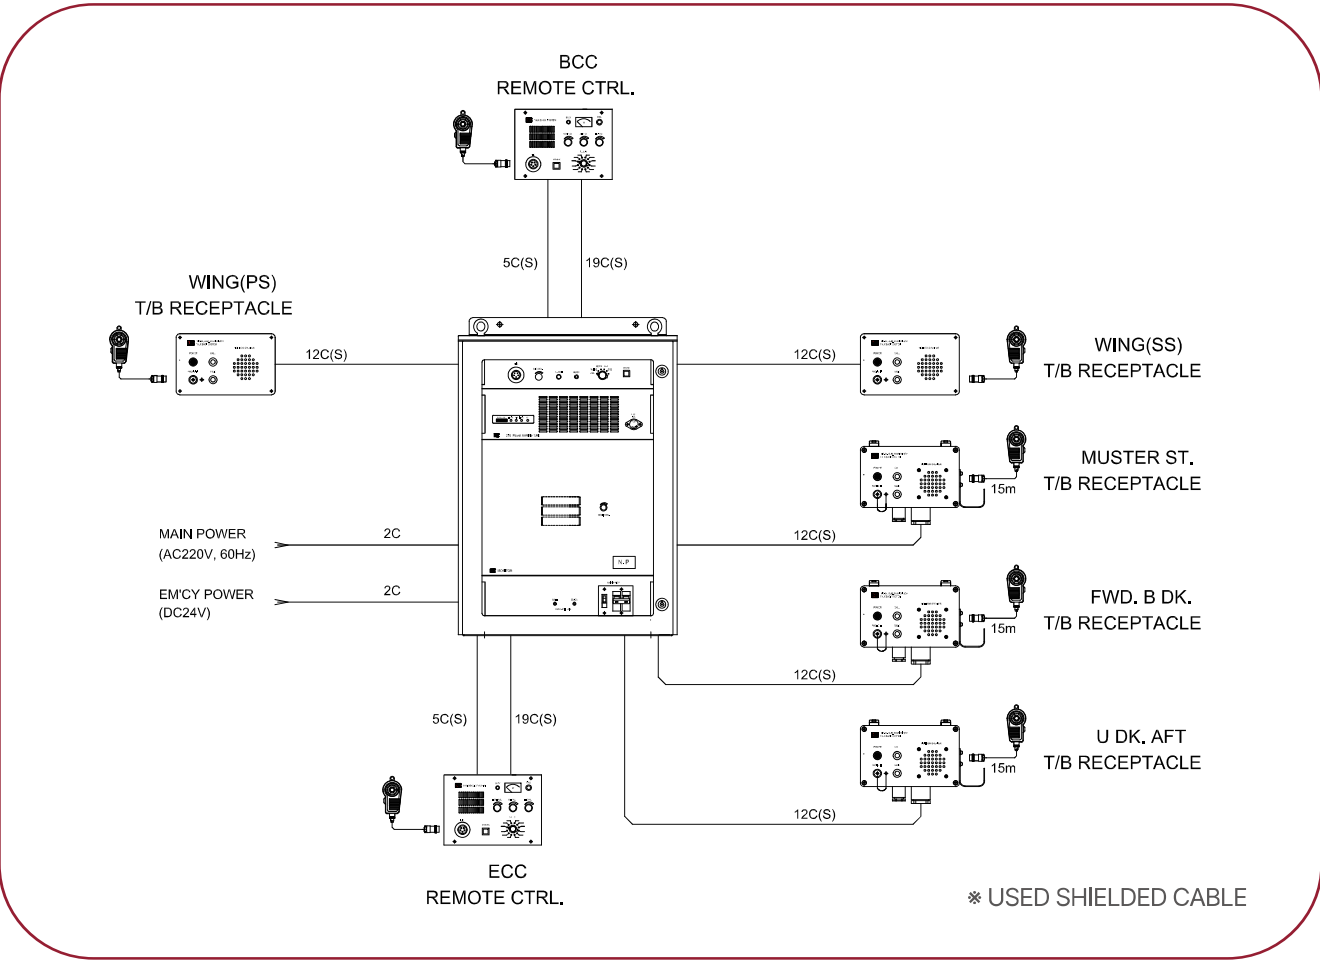 BCC
REMOTE CTRL.
5C(S)
19C(S)
WING(PS)
T/B RECEPTACLE
12C(S)
12C(S)
WING(SS)
T/B RECEPTACLE
MUSTER ST.
T/B RECEPTACLE
15m
12C(S)
MAIN POWER
(AC220V, 60Hz)
2C
N.P
EM'CY POWER
(DC24V)
2C
FWD. B DK.
T/B RECEPTACLE
15m
12C(S)
5C(S)
19C(S)
U DK. AFT
T/B RECEPTACLE
15m
12C(S)
ECC
REMOTE CTRL.
※ USED SHIELDED CABLE